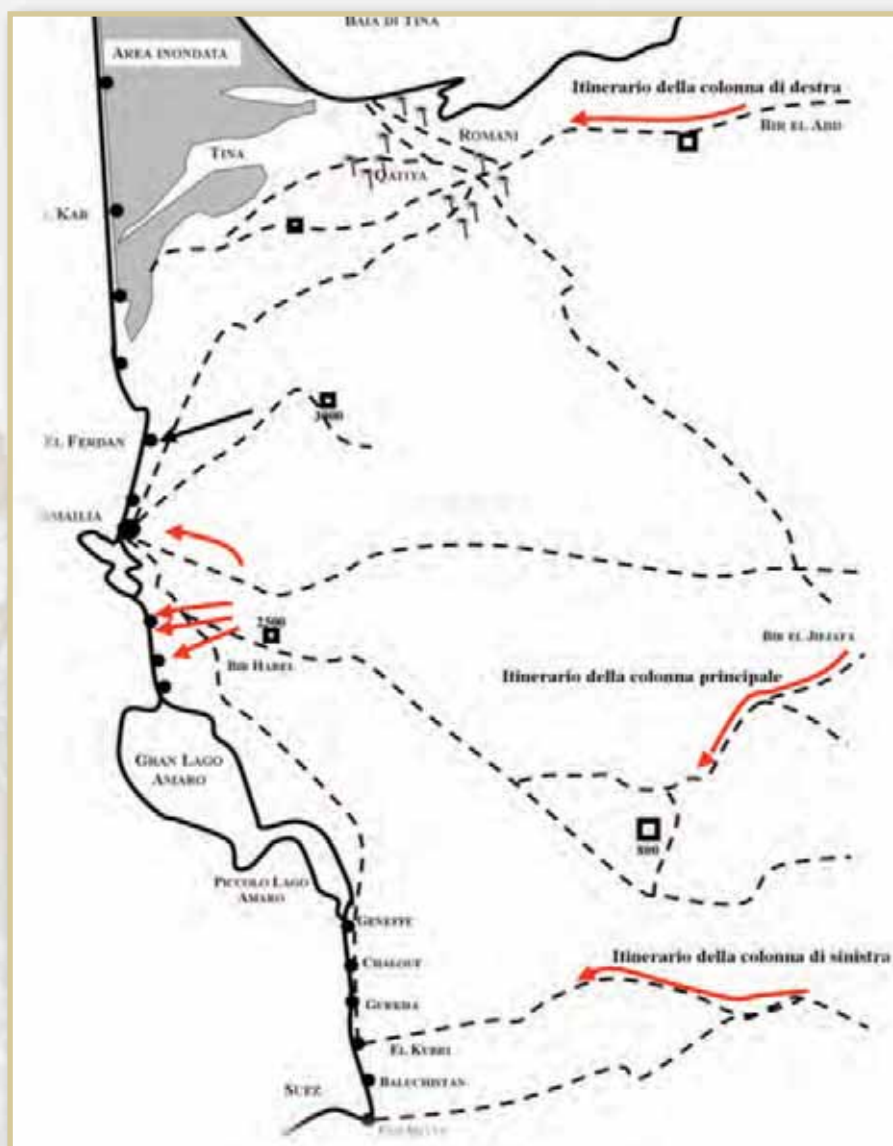 BAIA DI TINA
AREA INONDATA
Itinerario della colonna di destra
ROMANI
BIR EL ABD
TINA
QATIYA
KAB
3000
EL FERDAN
2500
BIR EL JIFJAFA
BIR HABEL
Itinerario della colonna principale
GRAN LAGO
AMARO
800
PICCOLO LAGO
AMARO
GENEFFE
CHALOUF
Itinerario della colonna di sinistra
GUREDA
EL KUBRI
BALUCHISTAN
SUEZ